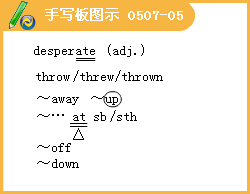 手写板图示 0507-05
desperate (adj.)
throw/threw/thrown
～away ～up
～… at sb/sth
～off
～down